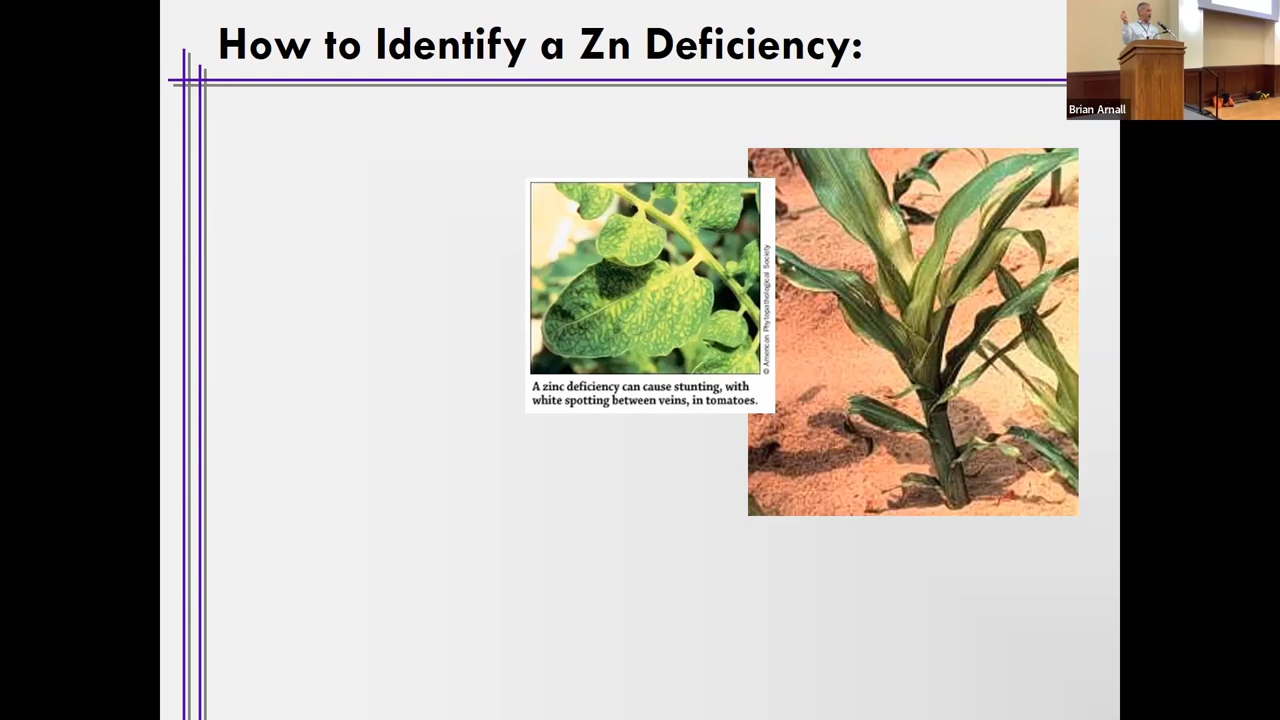 How to Identify a Zn Deficiency:
Brian Arnall
© American Phytopathological Society
A zinc deficiency can cause stunting, with
white spotting between veins, in tomatoes.